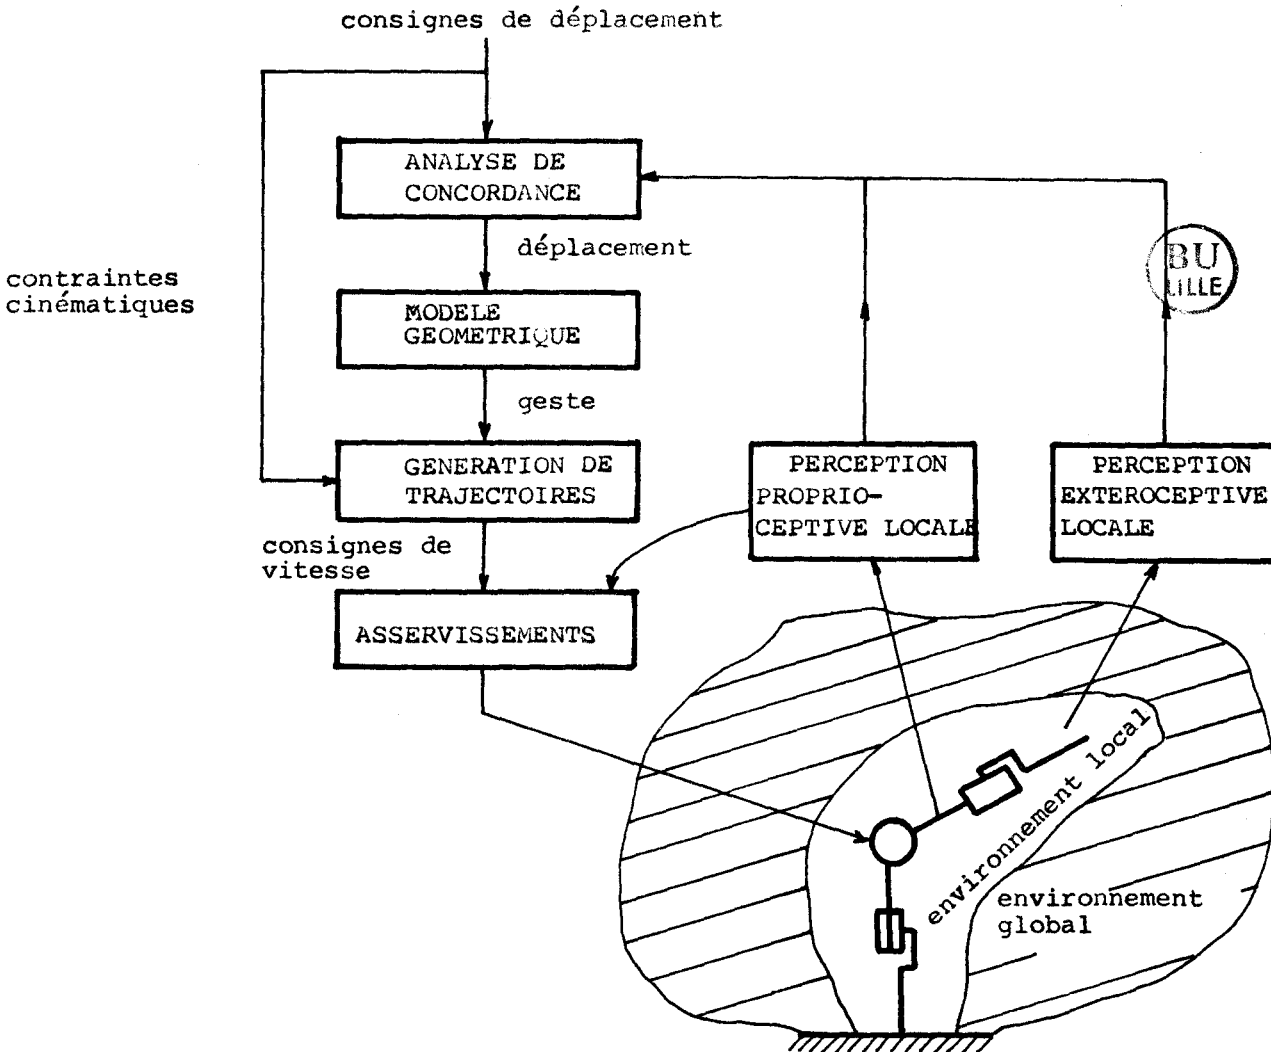 consignes de déplacement
ANALYSE DE
CONCORDANCE
déplacement
BU
LILLE
contraintes
cinématiques
MODELE
GEOMETRIQUE
geste
GENERATION DE
TRAJECTOIRES
PERCEPTION
PROPRIO-
CEPTIVE LOCALE
PERCEPTION
EXTEROCEPTIVE
LOCALE
consignes de
vitesse
ASSERVISSEMENTS
environnement local
environnement
global